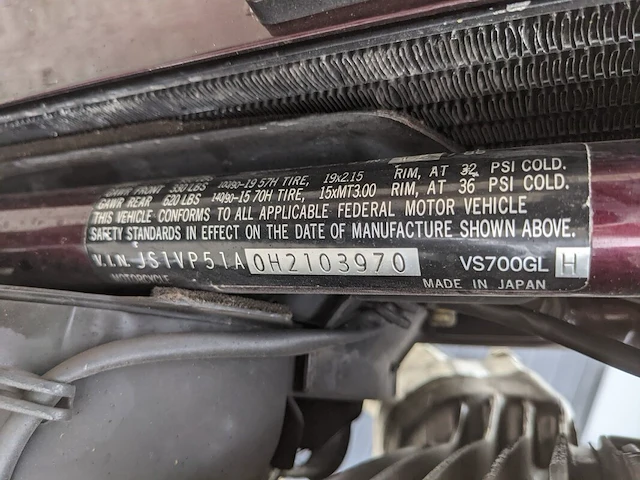 GAWR FRONT 380 LBS 100/90-19 57H TIRE, 19x2.15 RIM, AT 32 PSI COLD.
GAWR REAR 620 LBS 140/90-15 70H TIRE, 15xMT3.00 RIM, AT 36 PSI COLD.
THIS VEHICLE CONFORMS TO ALL APPLICABLE FEDERAL MOTOR VEHICLE
SAFETY STANDARDS IN EFFECT ON THE DATE OF MANUFACTURE SHOWN ABOVE.
V.I.N. JS1VP51A 0H2103970 VS700GL H
MOTORCYCLE MADE IN JAPAN